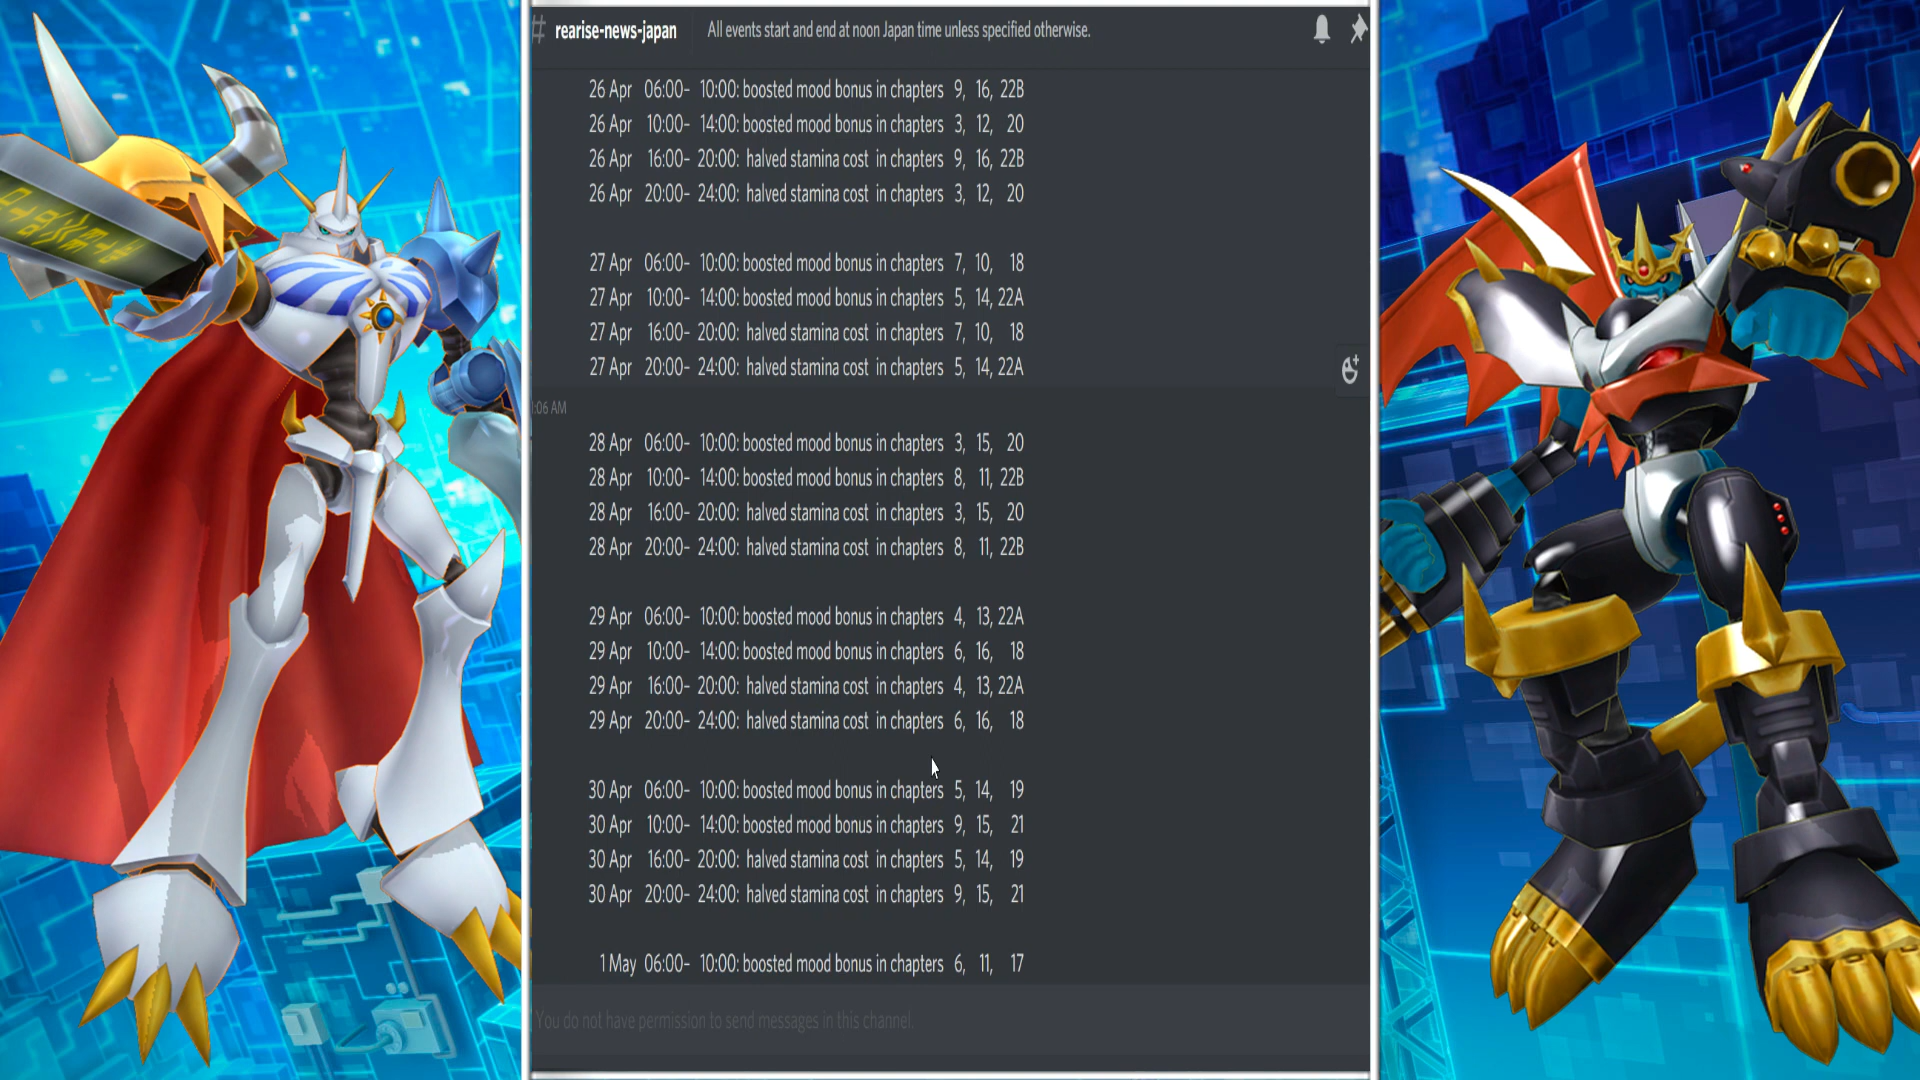 # rearise-news-japan All events start and end at noon Japan time unless specified otherwise.
26 Apr 06:00- 10:00: boosted mood bonus in chapters 9, 16, 22B
26 Apr 10:00- 14:00: boosted mood bonus in chapters 3, 12, 20
26 Apr 16:00- 20:00: halved stamina cost in chapters 9, 16, 22B
26 Apr 20:00- 24:00: halved stamina cost in chapters 3, 12, 20
27 Apr 06:00- 10:00: boosted mood bonus in chapters 7, 10, 18
27 Apr 10:00- 14:00: boosted mood bonus in chapters 5, 14, 22A
27 Apr 16:00- 20:00: halved stamina cost in chapters 7, 10, 18
27 Apr 20:00- 24:00: halved stamina cost in chapters 5, 14, 22A
:06 AM
28 Apr 06:00- 10:00: boosted mood bonus in chapters 3, 15, 20
28 Apr 10:00- 14:00: boosted mood bonus in chapters 8, 11, 22B
28 Apr 16:00- 20:00: halved stamina cost in chapters 3, 15, 20
28 Apr 20:00- 24:00: halved stamina cost in chapters 8, 11, 22B
29 Apr 06:00- 10:00: boosted mood bonus in chapters 4, 13, 22A
29 Apr 10:00- 14:00: boosted mood bonus in chapters 6, 16, 18
29 Apr 16:00- 20:00: halved stamina cost in chapters 4, 13, 22A
29 Apr 20:00- 24:00: halved stamina cost in chapters 6, 16, 18
30 Apr 06:00- 10:00: boosted mood bonus in chapters 5, 14, 19
30 Apr 10:00- 14:00: boosted mood bonus in chapters 9, 15, 21
30 Apr 16:00- 20:00: halved stamina cost in chapters 5, 14, 19
30 Apr 20:00- 24:00: halved stamina cost in chapters 9, 15, 21
1 May 06:00- 10:00: boosted mood bonus in chapters 6, 11, 17
You do not have permission to send messages in this channel.